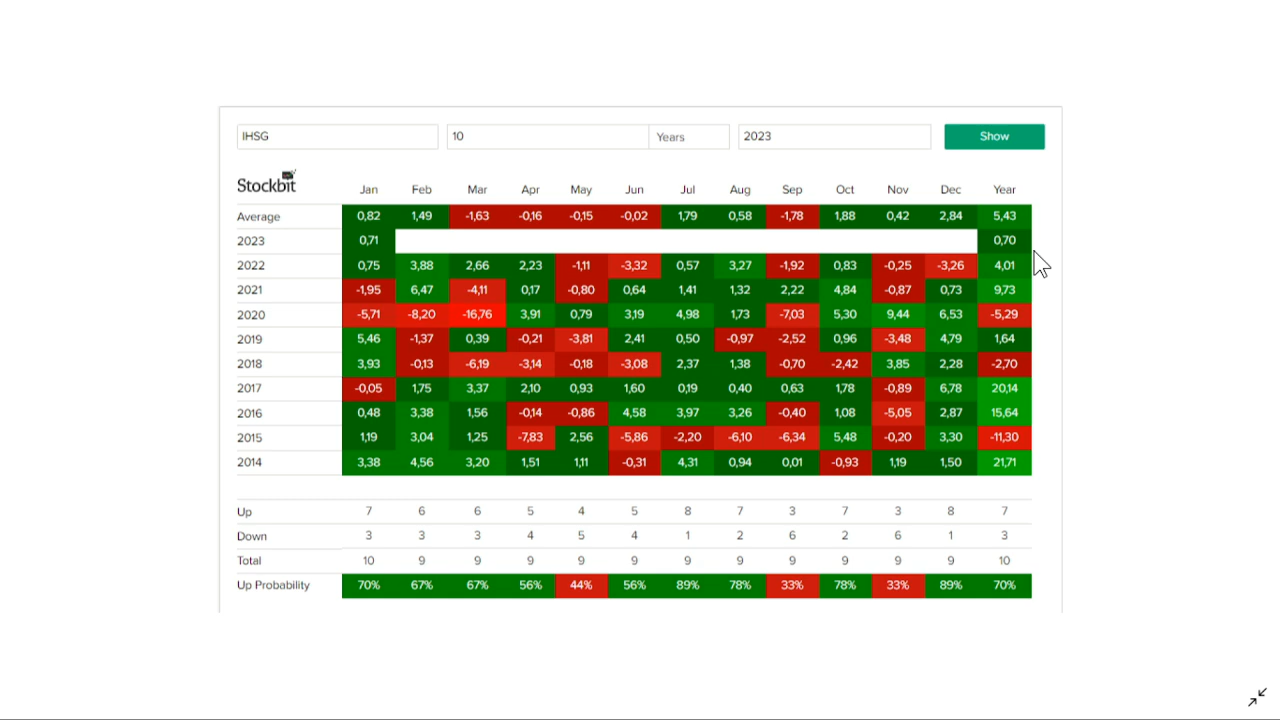 IHSG 10 Years 2023 Show
Stockbit Jan Feb Mar Apr May Jun Jul Aug Sep Oct Nov Dec Year
Average 0,82 1,49 -1,63 -0,16 -0,15 -0,02 1,79 0,58 -1,78 1,88 0,42 2,84 5,43
2023 0,71 0,70
2022 0,75 3,88 2,66 2,23 -1,11 -3,32 0,57 3,27 -1,92 0,83 -0,25 -3,26 4,01
2021 -1,95 6,47 -4,11 0,17 -0,80 0,64 1,41 1,32 2,22 4,84 -0,87 0,73 9,73
2020 -5,71 -8,20 -16,76 3,91 0,79 3,19 4,98 1,73 -7,03 5,30 9,44 6,53 -5,29
2019 5,46 -1,37 0,39 -0,21 -3,81 2,41 0,50 -0,97 -2,52 0,96 -3,48 4,79 1,64
2018 3,93 -0,13 -6,19 -3,14 -0,18 -3,08 2,37 1,38 -0,70 -2,42 3,85 2,28 -2,70
2017 -0,05 1,75 3,37 2,10 0,93 1,60 0,19 0,40 0,63 1,78 -0,89 6,78 20,14
2016 0,48 3,38 1,56 -0,14 -0,86 4,58 3,97 3,26 -0,40 1,08 -5,05 2,87 15,64
2015 1,19 3,04 1,25 -7,83 2,56 -5,86 -2,20 -6,10 -6,34 5,48 -0,20 3,30 -11,30
2014 3,38 4,56 3,20 1,51 1,11 -0,31 4,31 0,94 0,01 -0,93 1,19 1,50 21,71
Up 7 6 6 5 4 5 8 7 3 7 3 8 7
Down 3 3 3 4 5 4 1 2 6 2 6 1 3
Total 10 9 9 9 9 9 9 9 9 9 9 9 10
Up Probability 70% 67% 67% 56% 44% 56% 89% 78% 33% 78% 33% 89% 70%